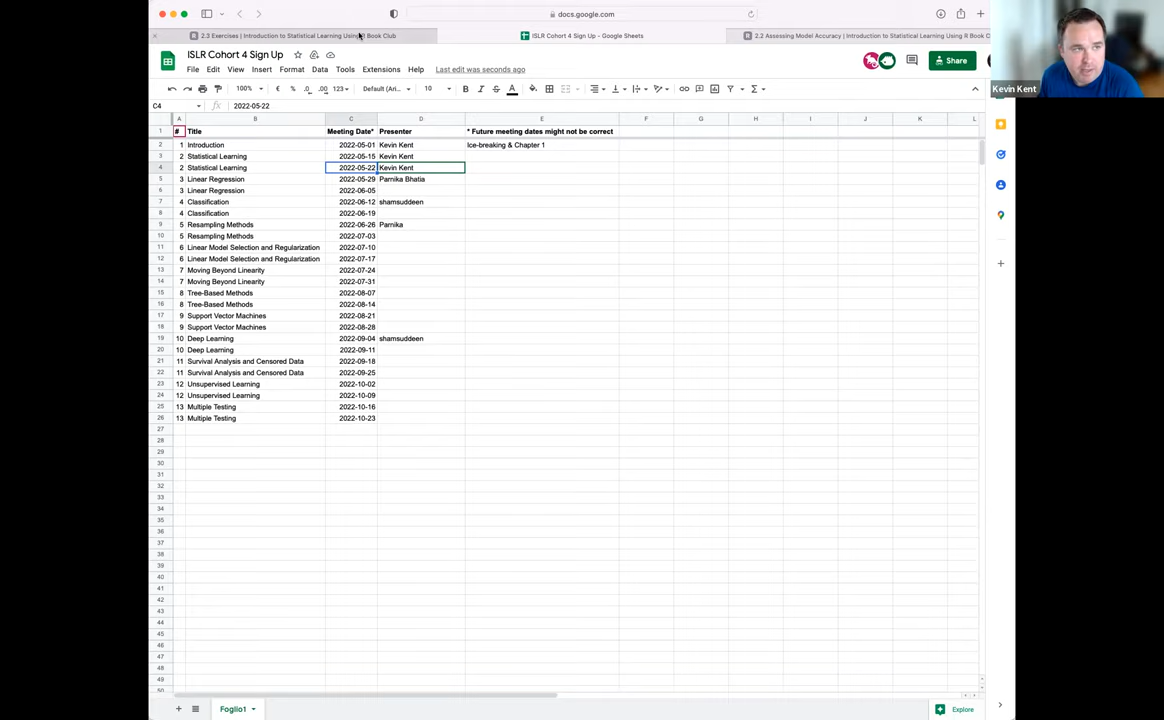 docs.google.com
2.3 Exercises | Introduction to Statistical Learning Using R Book Club
ISLR Cohort 4 Sign Up - Google Sheets
2.2 Assessing Model Accuracy | Introduction to Statistical Learning Using R Book C
ISLR Cohort 4 Sign Up
File Edit View Insert Format Data Tools Extensions Help Last edit was seconds ago
Share
Kevin Kent
100% € % .0 .00 123 Default (Ari... 10 B I S A
C4 fx 2022-05-22
A B C D E F G H I J K L
1 # Title Meeting Date* Presenter * Future meeting dates might not be correct
2 1 Introduction 2022-05-01 Kevin Kent Ice-breaking & Chapter 1
3 2 Statistical Learning 2022-05-15 Kevin Kent
4 2 Statistical Learning 2022-05-22 Kevin Kent
5 3 Linear Regression 2022-05-29 Parnika Bhatia
6 3 Linear Regression 2022-06-05
7 4 Classification 2022-06-12 shamsuddeen
8 4 Classification 2022-06-19
9 5 Resampling Methods 2022-06-26 Parnika
10 5 Resampling Methods 2022-07-03
11 6 Linear Model Selection and Regularization 2022-07-10
12 6 Linear Model Selection and Regularization 2022-07-17
13 7 Moving Beyond Linearity 2022-07-24
14 7 Moving Beyond Linearity 2022-07-31
15 8 Tree-Based Methods 2022-08-07
16 8 Tree-Based Methods 2022-08-14
17 9 Support Vector Machines 2022-08-21
18 9 Support Vector Machines 2022-08-28
19 10 Deep Learning 2022-09-04 shamsuddeen
20 10 Deep Learning 2022-09-11
21 11 Survival Analysis and Censored Data 2022-09-18
22 11 Survival Analysis and Censored Data 2022-09-25
23 12 Unsupervised Learning 2022-10-02
24 12 Unsupervised Learning 2022-10-09
25 13 Multiple Testing 2022-10-16
26 13 Multiple Testing 2022-10-23
27
28
29
30
31
32
33
34
35
36
37
38
39
40
41
42
43
44
45
46
47
48
49
50
Foglio1
Explore